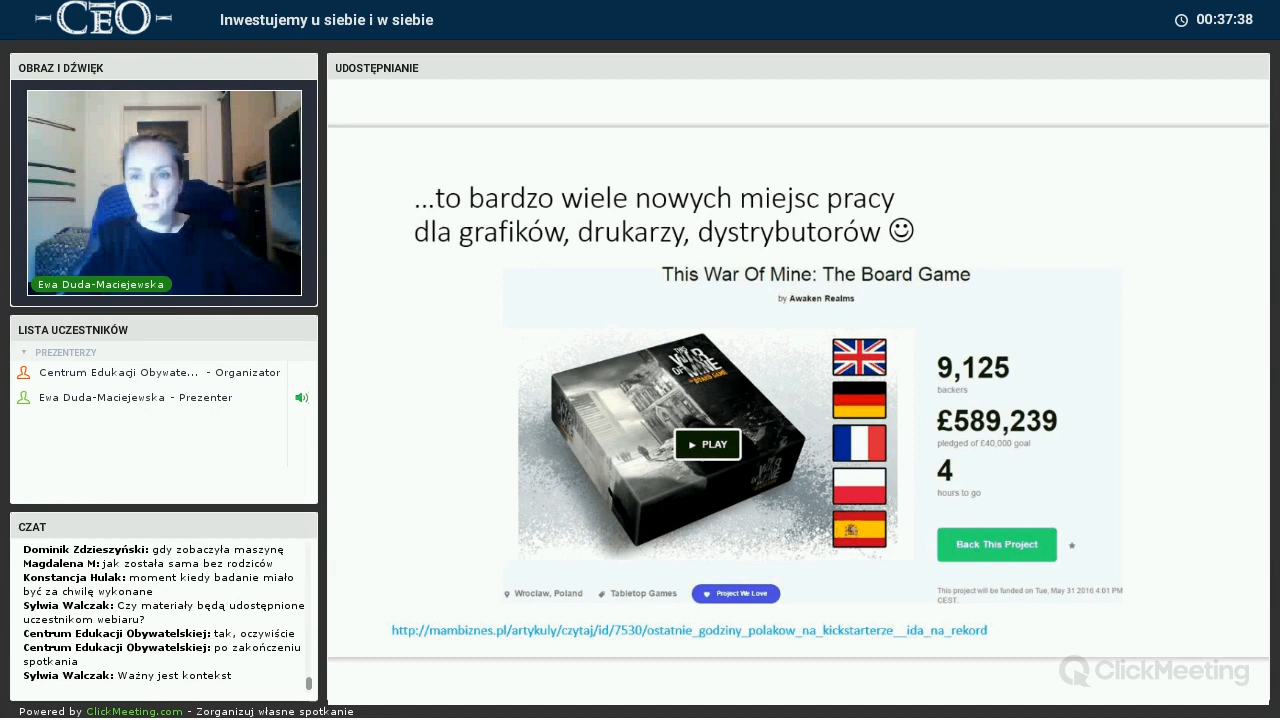 CEO
Inwestujemy u siebie i w siebie
00:37:38
OBRAZ I DŹWIĘK
Ewa Duda-Maciejewska
LISTA UCZESTNIKÓW
PREZENTERZY
Centrum Edukacji Obywate... - Organizator
Ewa Duda-Maciejewska - Prezenter
CZAT
Dominik Zdzieszyński: gdy zobaczyła maszynę
Magdalena M: jak została sama bez rodziców
Konstancja Hulak: moment kiedy badanie miało
być za chwilę wykonane
Sylwia Walczak: Czy materiały będą udostępnione
uczestnikom webiaru?
Centrum Edukacji Obywatelskiej: tak, oczywiście
Centrum Edukacji Obywatelskiej: po zakończeniu
spotkania
Sylwia Walczak: Ważny jest kontekst
Powered by ClickMeeting.com - Zorganizuj własne spotkanie
UDOSTĘPNIANIE
...to bardzo wiele nowych miejsc pracy
dla grafików, drukarzy, dystrybutorów ☺
This War Of Mine: The Board Game
by Awaken Realms
THIS
WAR
OF MINE
THE BOARD GAME
PLAY
9,125
backers
£589,239
pledged of £40,000 goal
4
hours to go
Back This Project
Wroclaw, Poland
Tabletop Games
Project We Love
This project will be funded on Tue, May 31 2016 4:01 PM
CEST.
http://mambiznes.pl/artykuly/czytaj/id/7530/ostatnie_godziny_polakow_na_kickstarterze__ida_na_rekord
ClickMeeting